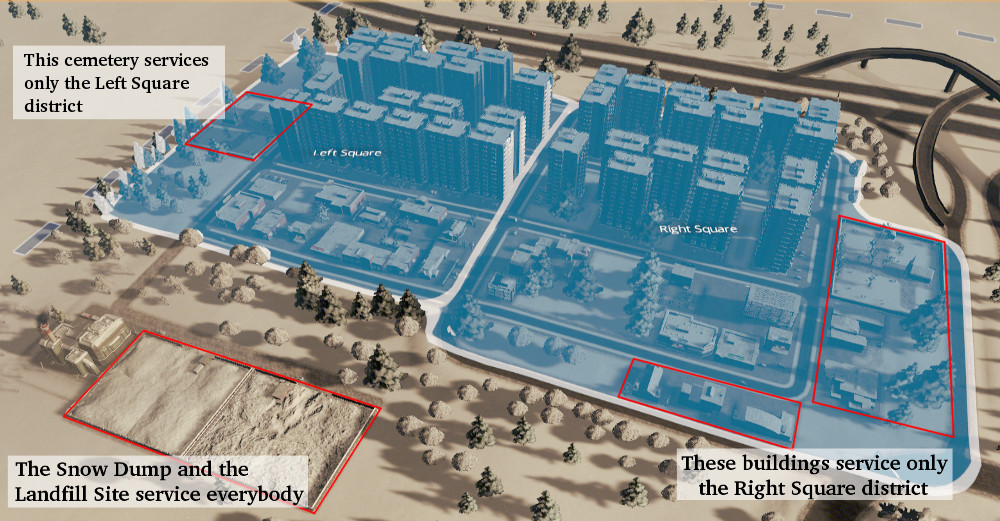 This cemetery services
only the Left Square
district
Left Square
Right Square
The Snow Dump and the
Landfill Site service everybody
These buildings service only
the Right Square district